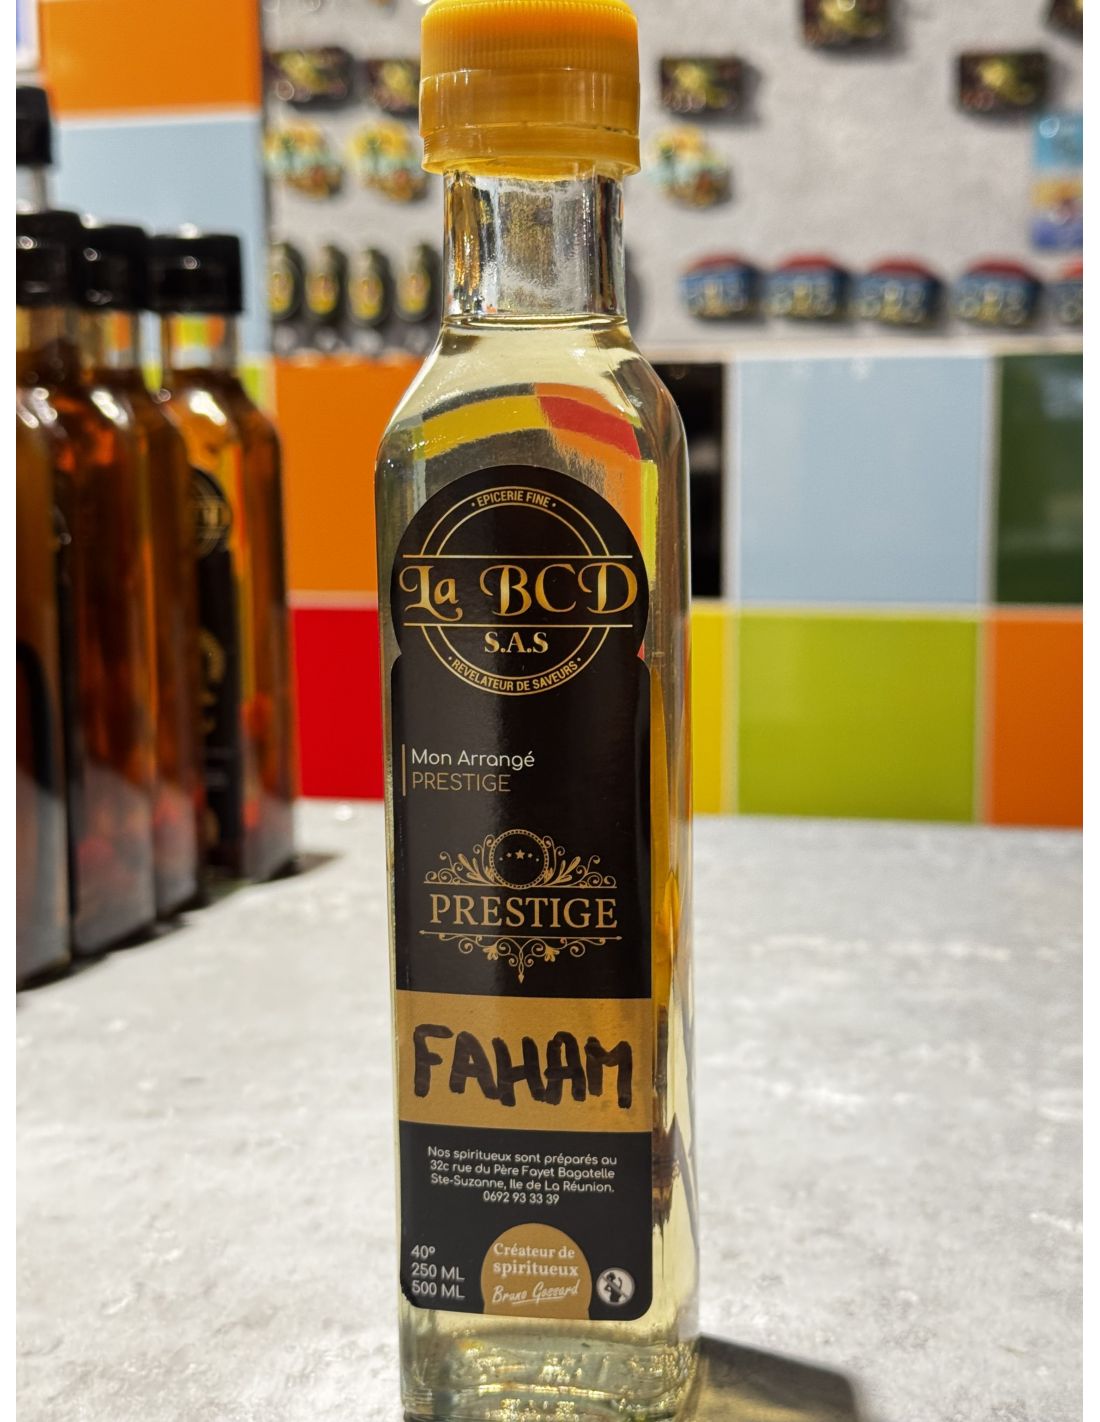 · EPICERIE FINE ·
La BCD
S.A.S
· REVELATEUR DE SAVEURS ·
Mon Arrangé
PRESTIGE
PRESTIGE
FAHAM
Nos spiritueux sont préparés au
32c rue du Père Fayet Bagatelle
Ste-Suzanne, Ile de La Réunion.
0692 93 33 39
40°
250 ML
500 ML
Créateur de
spiritueux
Bruno Gossard